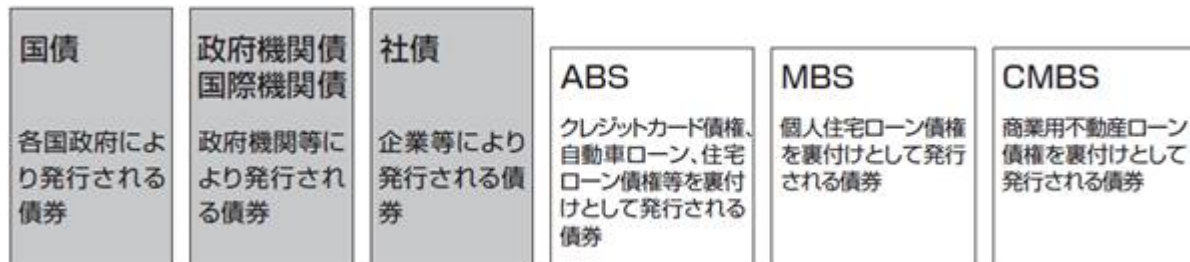 国債
各国政府によ
り発行される
債券
政府機関債
国際機関債
政府機関等に
より発行され
る債券
社債
企業等により
発行される債
券
ABS
クレジットカード債権、
自動車ローン、住宅
ローン債権等を裏付
けとして発行される
債券
MBS
個人住宅ローン債権
を裏付けとして発行
される債券
CMBS
商業用不動産ローン
債権を裏付けとして
発行される債券